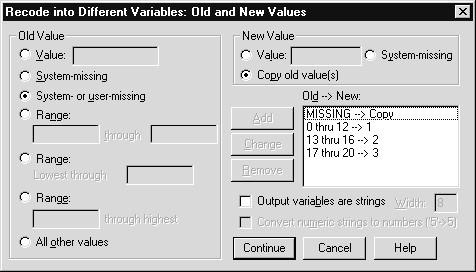 Recode into Different Variables: Old and New Values
Old Value
Value:
System-missing
System- or user-missing
Range:
through
Range:
Lowest through
Range:
through highest
All other values
New Value
Value: System-missing
Copy old value(s)
Old --> New:
Add
Change
Remove
MISSING --> Copy
0 thru 12 --> 1
13 thru 16 --> 2
17 thru 20 --> 3
Output variables are strings Width: 8
Convert numeric strings to numbers ('5'->5)
Continue Cancel Help